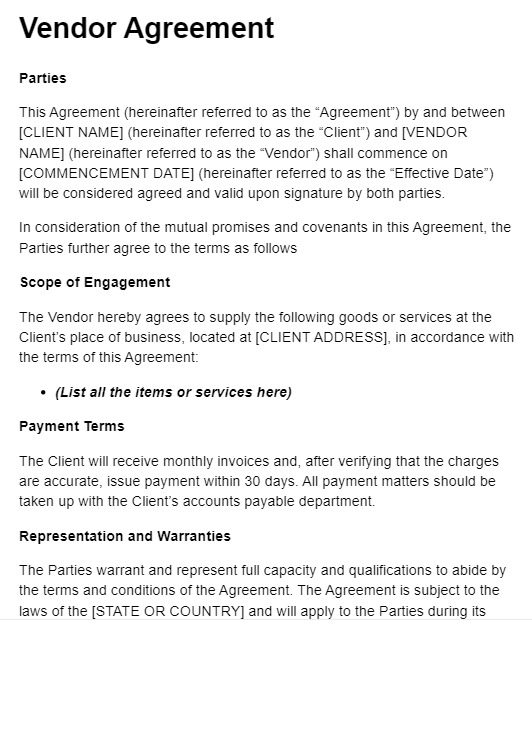 Vendor Agreement
Parties
This Agreement (hereinafter referred to as the “Agreement”) by and between
[CLIENT NAME] (hereinafter referred to as the “Client”) and [VENDOR
NAME] (hereinafter referred to as the “Vendor”) shall commence on
[COMMENCEMENT DATE] (hereinafter referred to as the “Effective Date”)
will be considered agreed and valid upon signature by both parties.
In consideration of the mutual promises and covenants in this Agreement, the
Parties further agree to the terms as follows
Scope of Engagement
The Vendor hereby agrees to supply the following goods or services at the
Client’s place of business, located at [CLIENT ADDRESS], in accordance with
the terms of this Agreement:
• (List all the items or services here)
Payment Terms
The Client will receive monthly invoices and, after verifying that the charges
are accurate, issue payment within 30 days. All payment matters should be
taken up with the Client’s accounts payable department.
Representation and Warranties
The Parties warrant and represent full capacity and qualifications to abide by
the terms and conditions of the Agreement. The Agreement is subject to the
laws of the [STATE OR COUNTRY] and will apply to the Parties during its